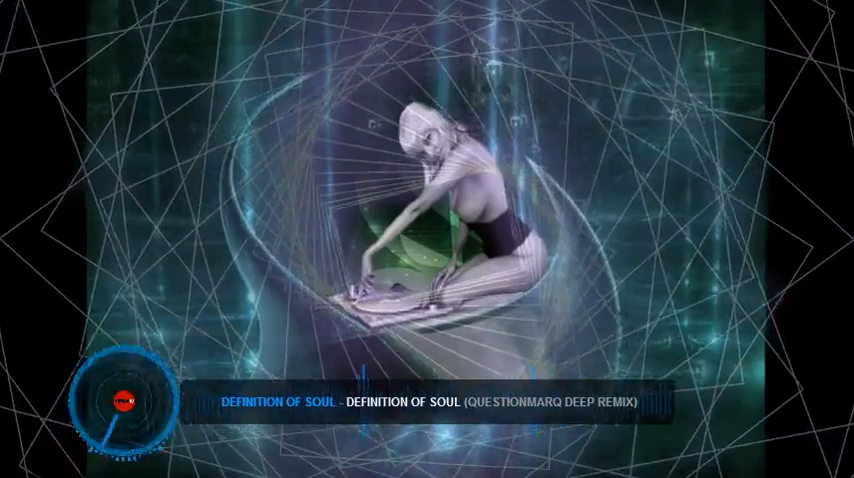 DEFINITION OF SOUL - DEFINITION OF SOUL (QUESTIONMARQ DEEP REMIX)